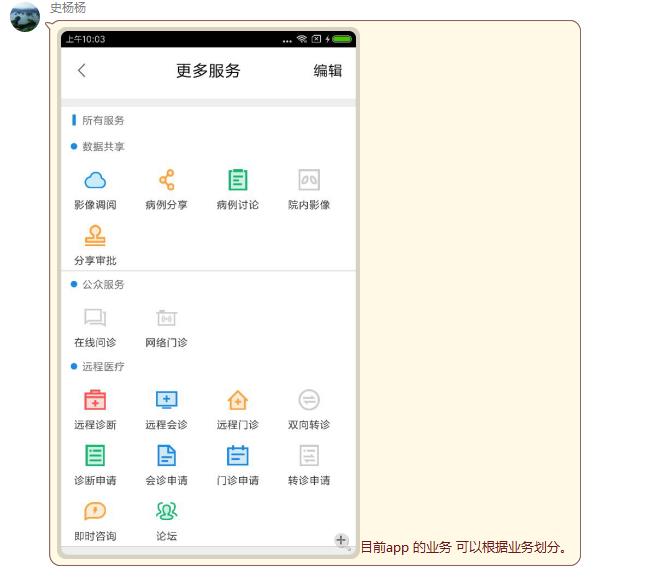 史杨杨
上午10:03
更多服务 编辑
所有服务
数据共享
影像调阅 病例分享 病例讨论 院内影像
分享审批
公众服务
在线问诊 网络门诊
远程医疗
远程诊断 远程会诊 远程门诊 双向转诊
诊断申请 会诊申请 门诊申请 转诊申请
即时咨询 论坛
目前app 的业务 可以根据业务划分。